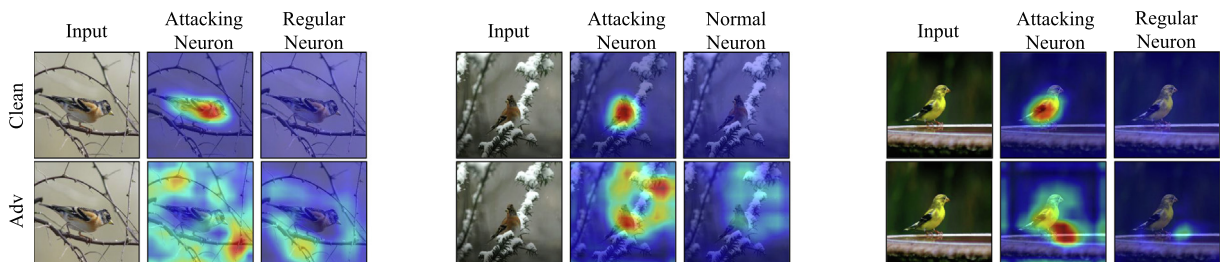 Input
Attacking
Neuron
Regular
Neuron
Input
Attacking
Neuron
Normal
Neuron
Input
Attacking
Neuron
Regular
Neuron
Clean
Adv